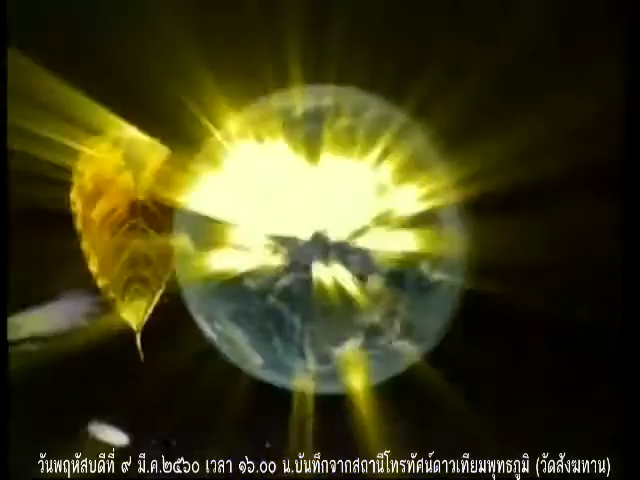 วันพฤหัสบดีที่ ๙ มี.ค.๒๕๖๐ เวลา ๑๖.๐๐ น.บันทึกจากสถานีโทรทัศน์ดาวเทียมพุทธภูมิ (วัดสังฆทาน)